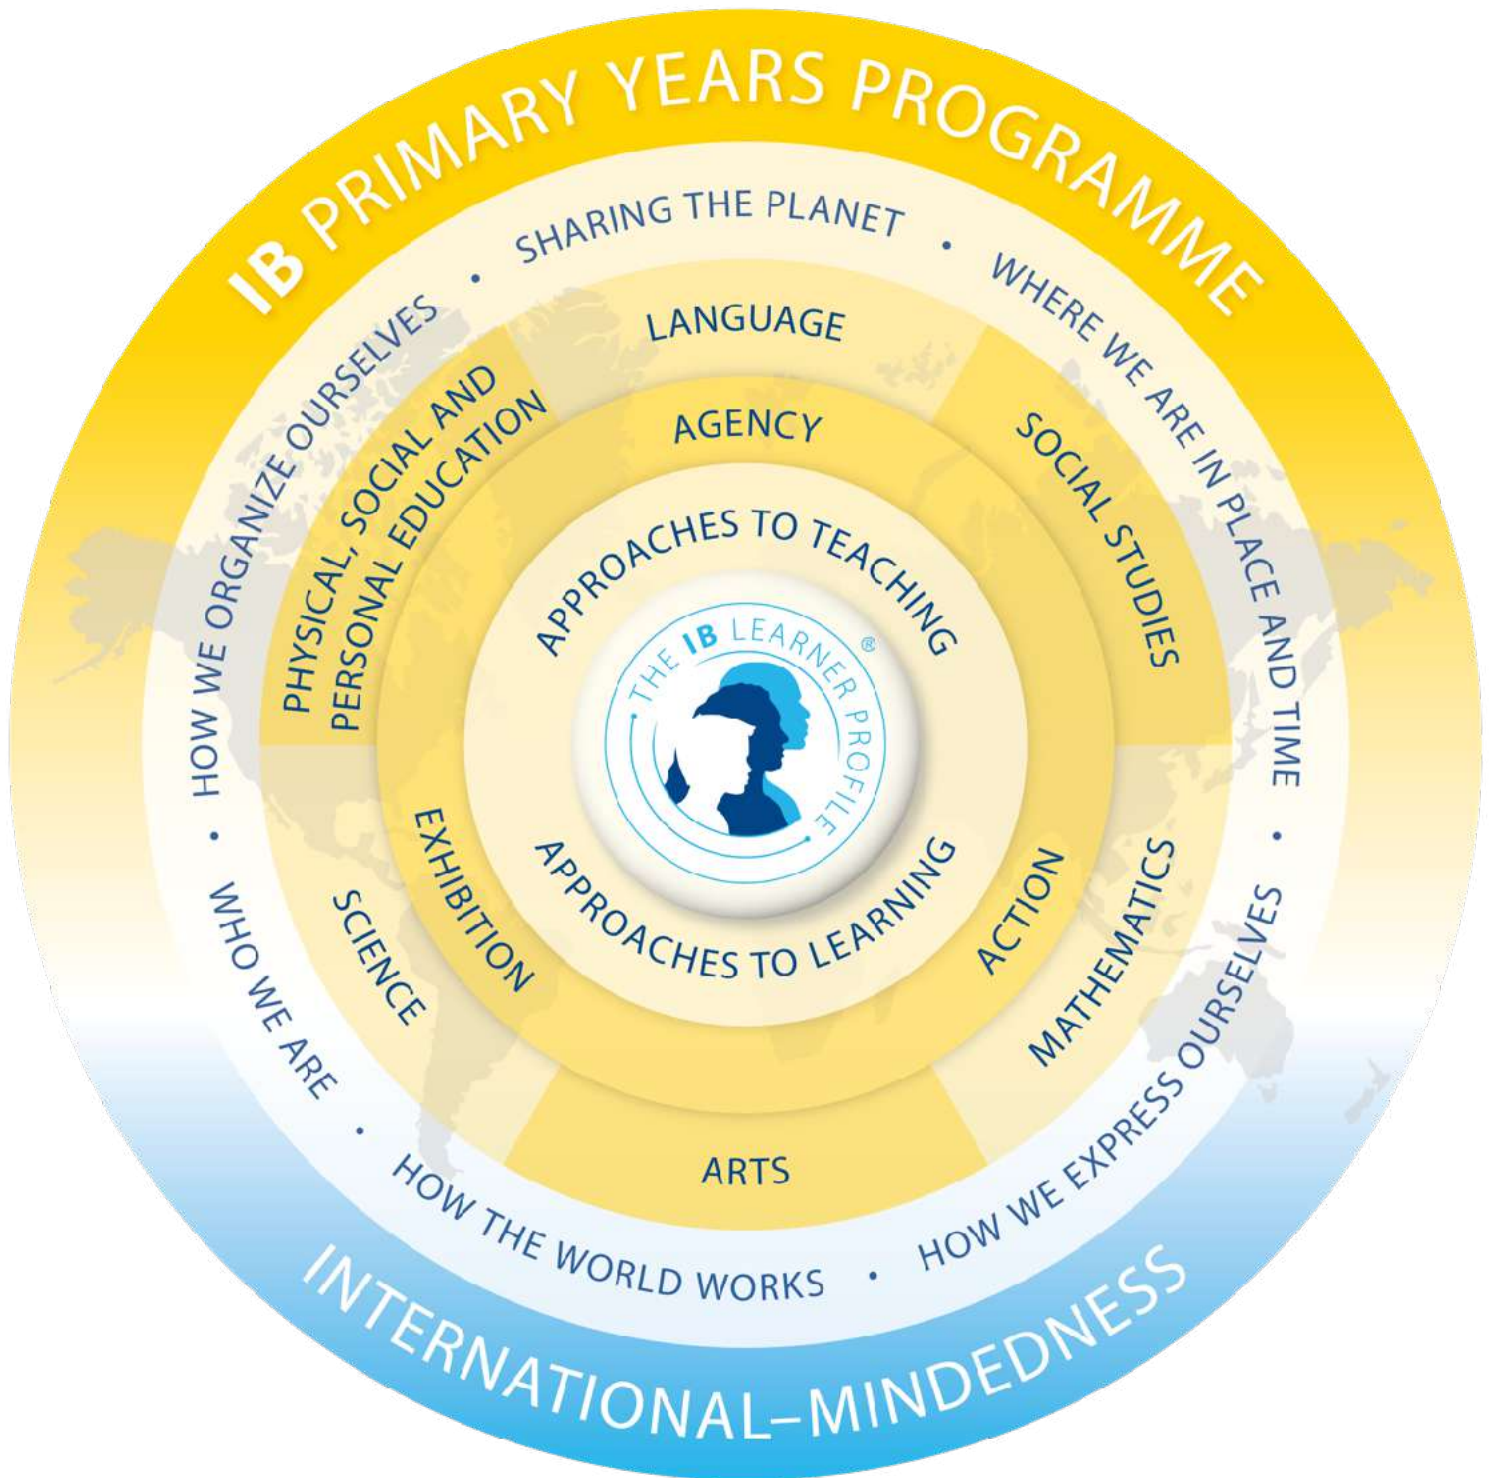 IB PRIMARY YEARS PROGRAMME
SHARING THE PLANET
•
WHERE WE ARE IN PLACE AND TIME
•
HOW WE EXPRESS OURSELVES
•
HOW THE WORLD WORKS
•
WHO WE ARE
•
HOW WE ORGANIZE OURSELVES
•
LANGUAGE
SOCIAL STUDIES
MATHEMATICS
ARTS
SCIENCE
PHYSICAL, SOCIAL AND
PERSONAL EDUCATION
AGENCY
ACTION
EXHIBITION
APPROACHES TO TEACHING
THE IB LEARNER PROFILE
®
APPROACHES TO LEARNING
INTERNATIONAL–MINDEDNESS